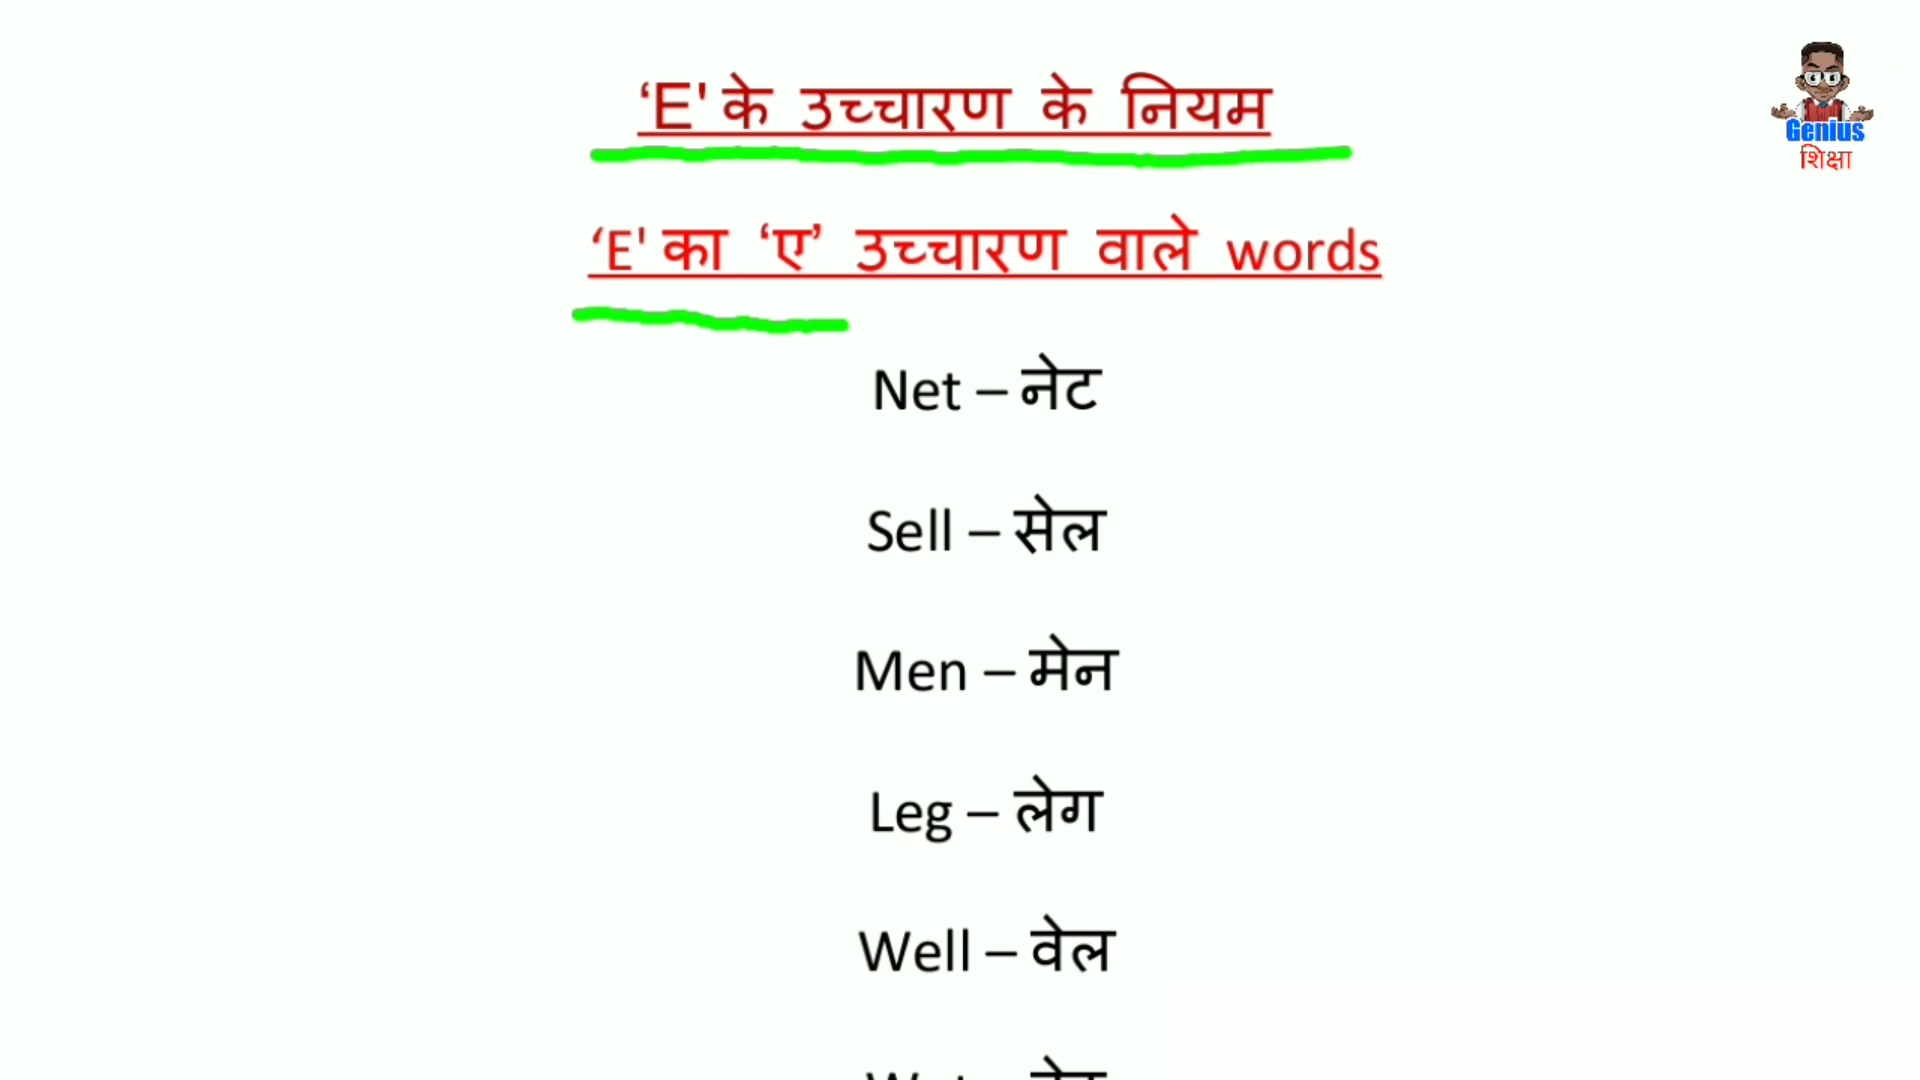 ‘E' के उच्चारण के नियम
Genius
शिक्षा
‘E' का ‘ए’ उच्चारण वाले words
Net – नेट
Sell – सेल
Men – मेन
Leg – लेग
Well – वेल